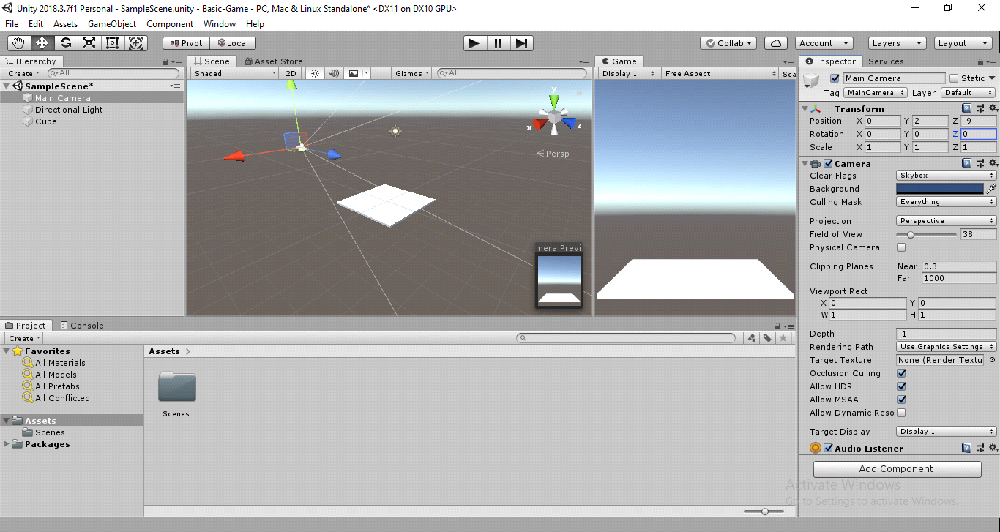 Unity 2018.3.7f1 Personal - SampleScene.unity - Basic-Game - PC, Mac & Linux Standalone* <DX11 on DX10 GPU>
File Edit Assets GameObject Component Window Help
Pivot Local Collab Account Layers Layout
Hierarchy
Create All
SampleScene*
Main Camera
Directional Light
Cube
Scene Asset Store
Shaded 2D Gizmos All
y
x z
Persp
nera Previ
Game
Display 1 Free Aspect Sca
Inspector Services
Main Camera Static
Tag MainCamera Layer Default
Transform
Position X 0 Y 2 Z -9
Rotation X 0 Y 0 Z 0
Scale X 1 Y 1 Z 1
Camera
Clear Flags Skybox
Background
Culling Mask Everything
Projection Perspective
Field of View 38
Physical Camera
Clipping Planes Near 0.3
Far 1000
Viewport Rect
X 0 Y 0
W 1 H 1
Depth -1
Rendering Path Use Graphics Settings
Target Texture None (Render Textu
Occlusion Culling
Allow HDR
Allow MSAA
Allow Dynamic Reso
Target Display Display 1
Audio Listener
Add Component
Activate Windows
Go to Settings to activate Windows.
Project Console
Create
Favorites
All Materials
All Models
All Prefabs
All Conflicted
Assets
Scenes
Packages
Assets
Scenes